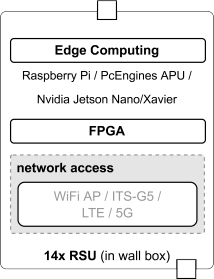 Edge Computing
Raspberry Pi / PcEngines APU /
Nvidia Jetson Nano/Xavier
FPGA
network access
WiFi AP / ITS-G5 /
LTE / 5G
14x RSU (in wall box)